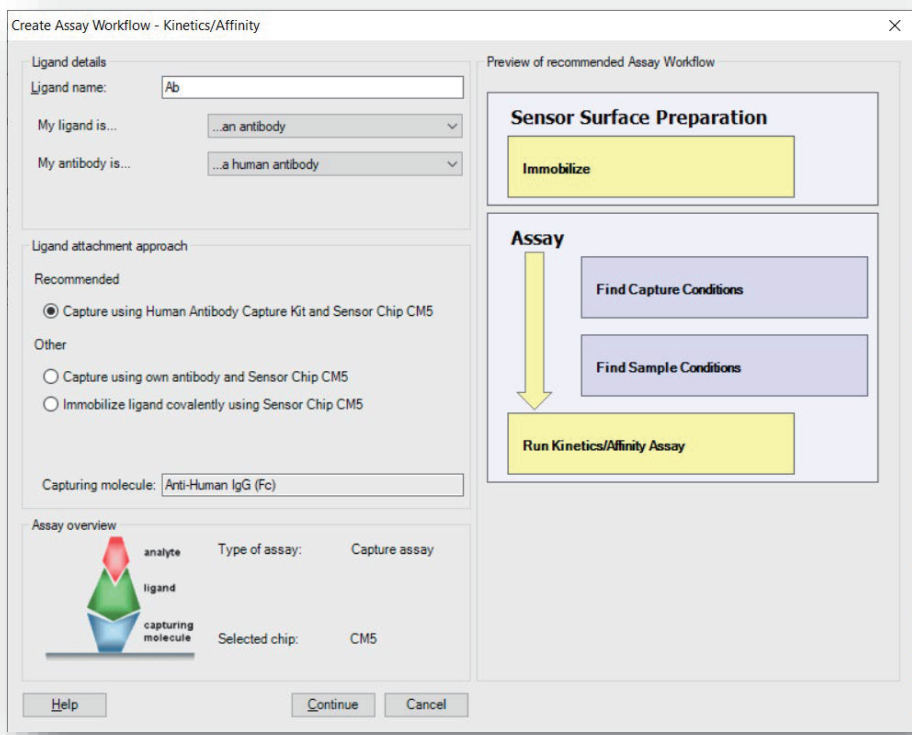 Create Assay Workflow - Kinetics/Affinity
Ligand details
Ligand name: Ab
My ligand is... ...an antibody
My antibody is... ...a human antibody
Ligand attachment approach
Recommended
Capture using Human Antibody Capture Kit and Sensor Chip CM5
Other
Capture using own antibody and Sensor Chip CM5
Immobilize ligand covalently using Sensor Chip CM5
Capturing molecule: Anti-Human IgG (Fc)
Assay overview
analyte
ligand
capturing
molecule
Type of assay: Capture assay
Selected chip: CM5
Help Continue Cancel
Preview of recommended Assay Workflow
Sensor Surface Preparation
Immobilize
Assay
Find Capture Conditions
Find Sample Conditions
Run Kinetics/Affinity Assay